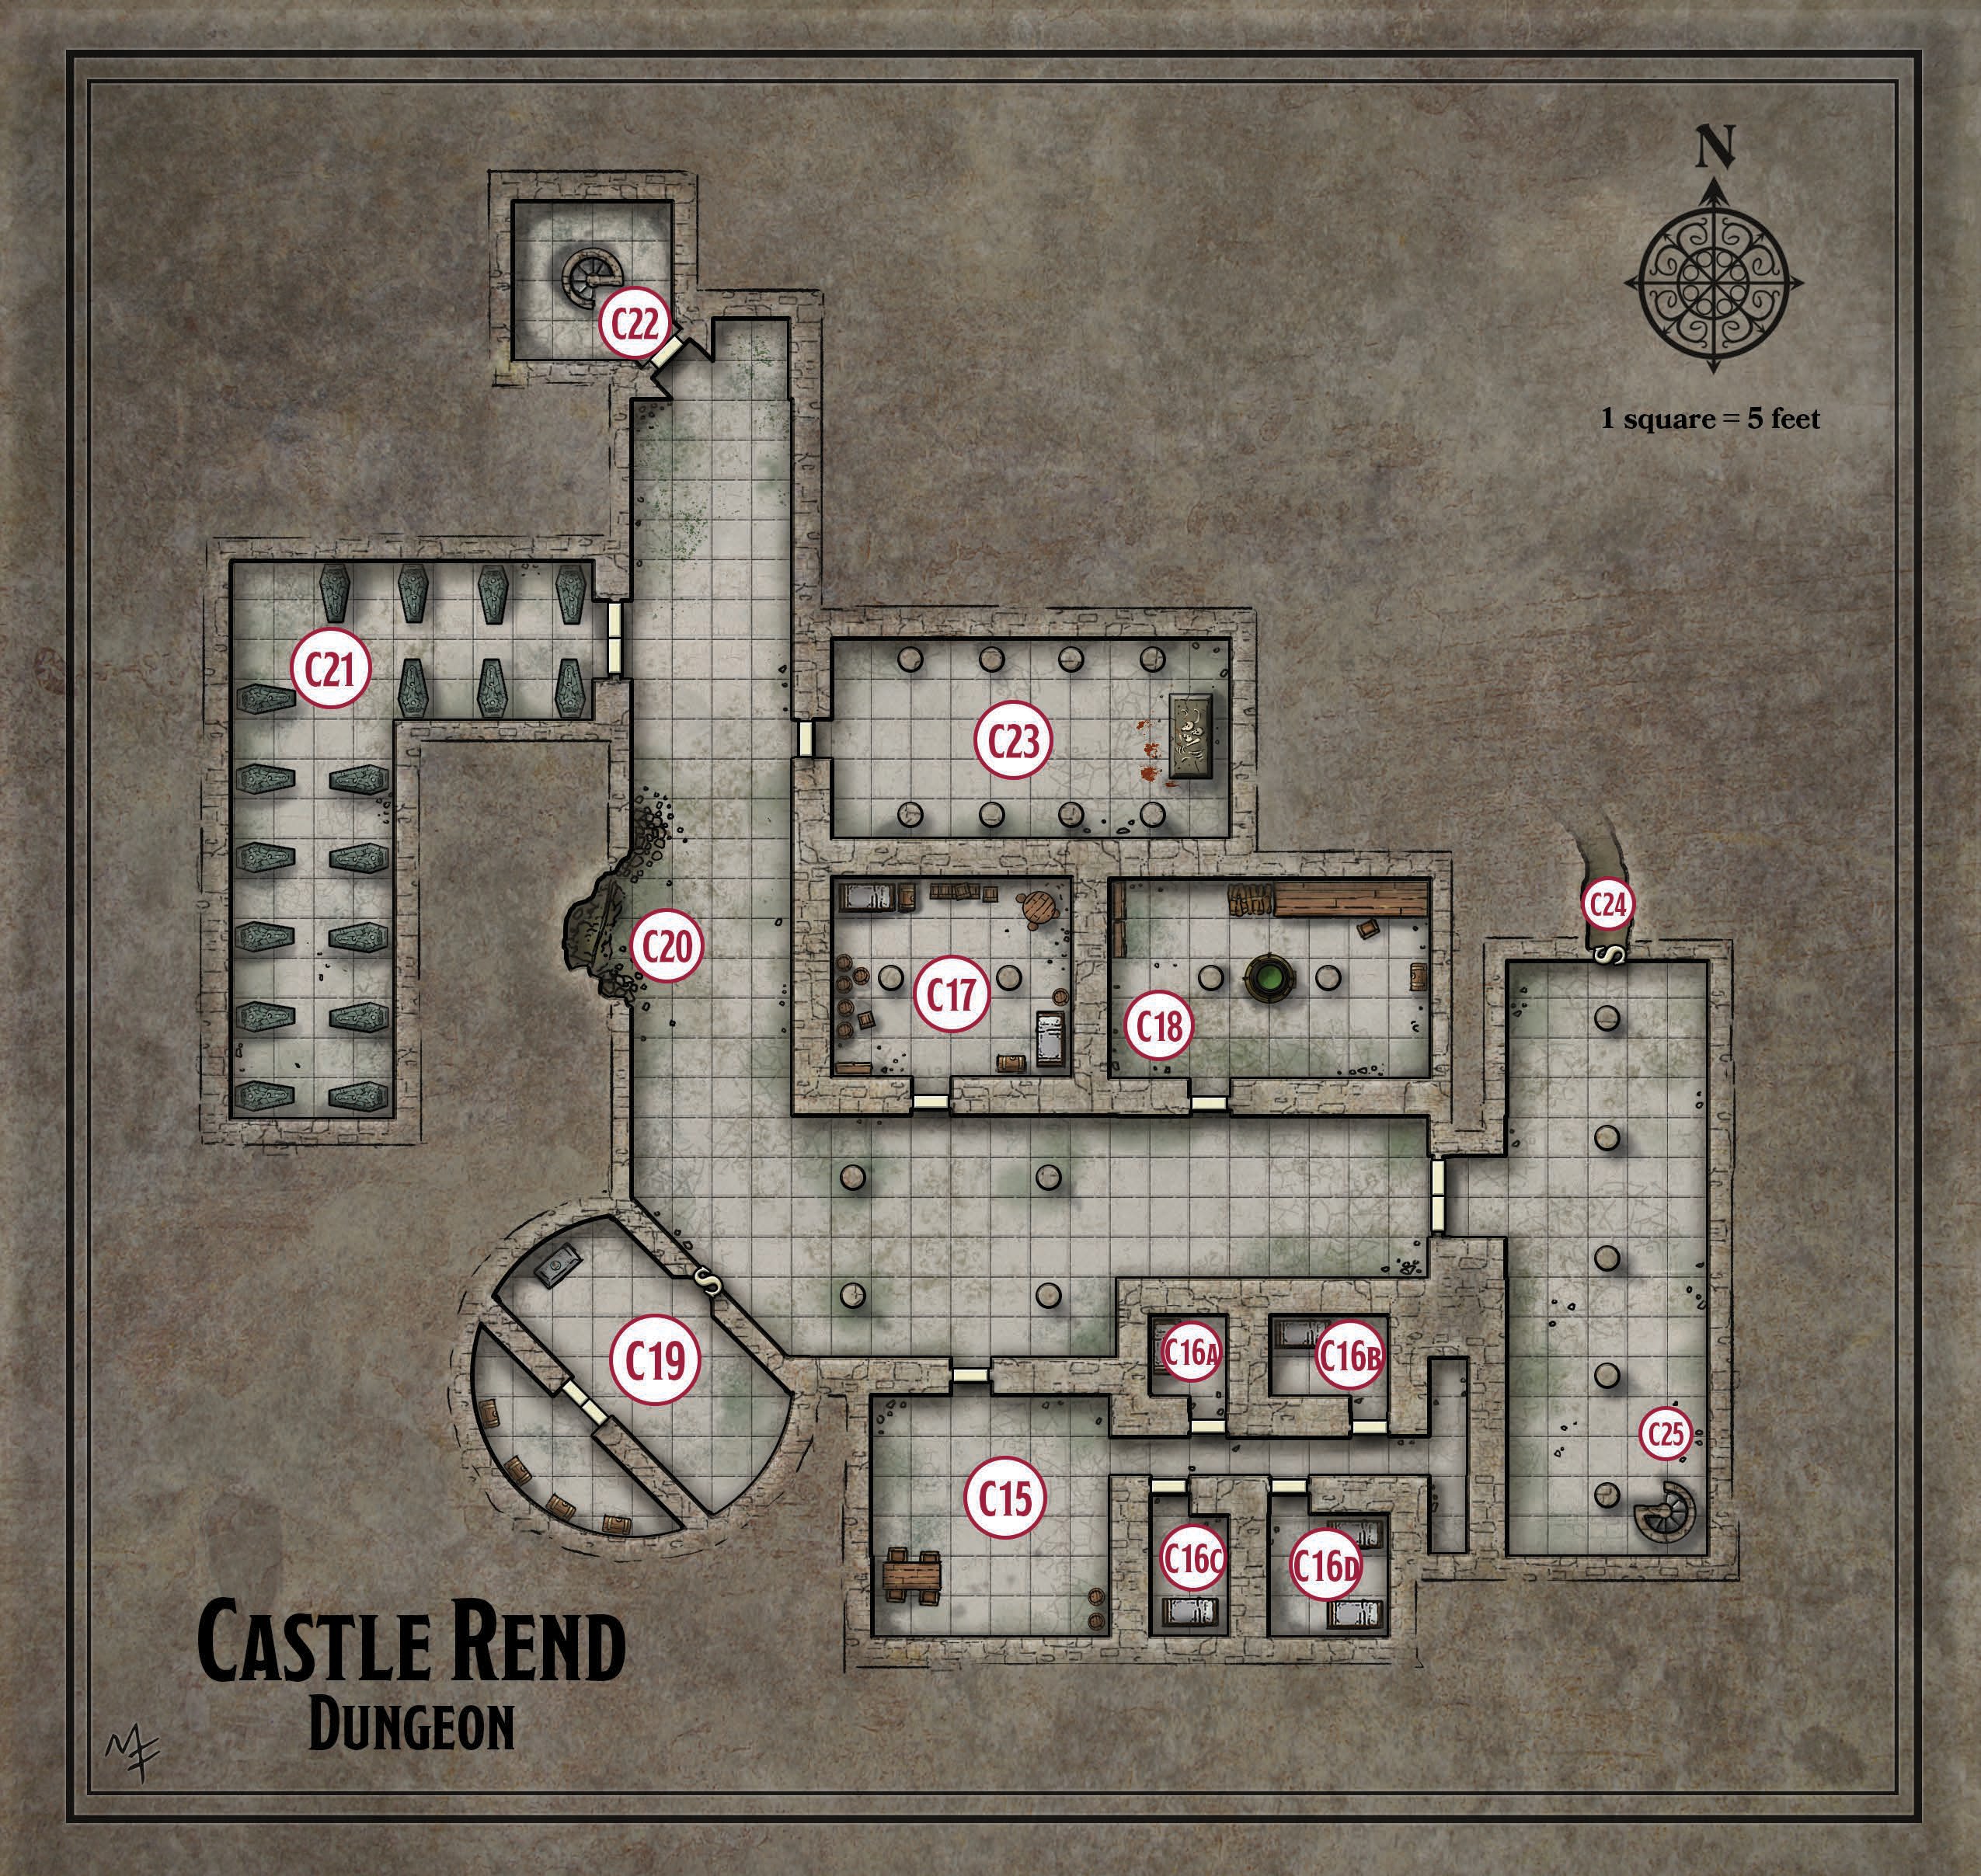 N
1 square = 5 feet
C22
C21
C23
C24
C20
C17
C18
C19
C16A
C16B
C25
C15
C16C
C16D
CASTLE REND
DUNGEON